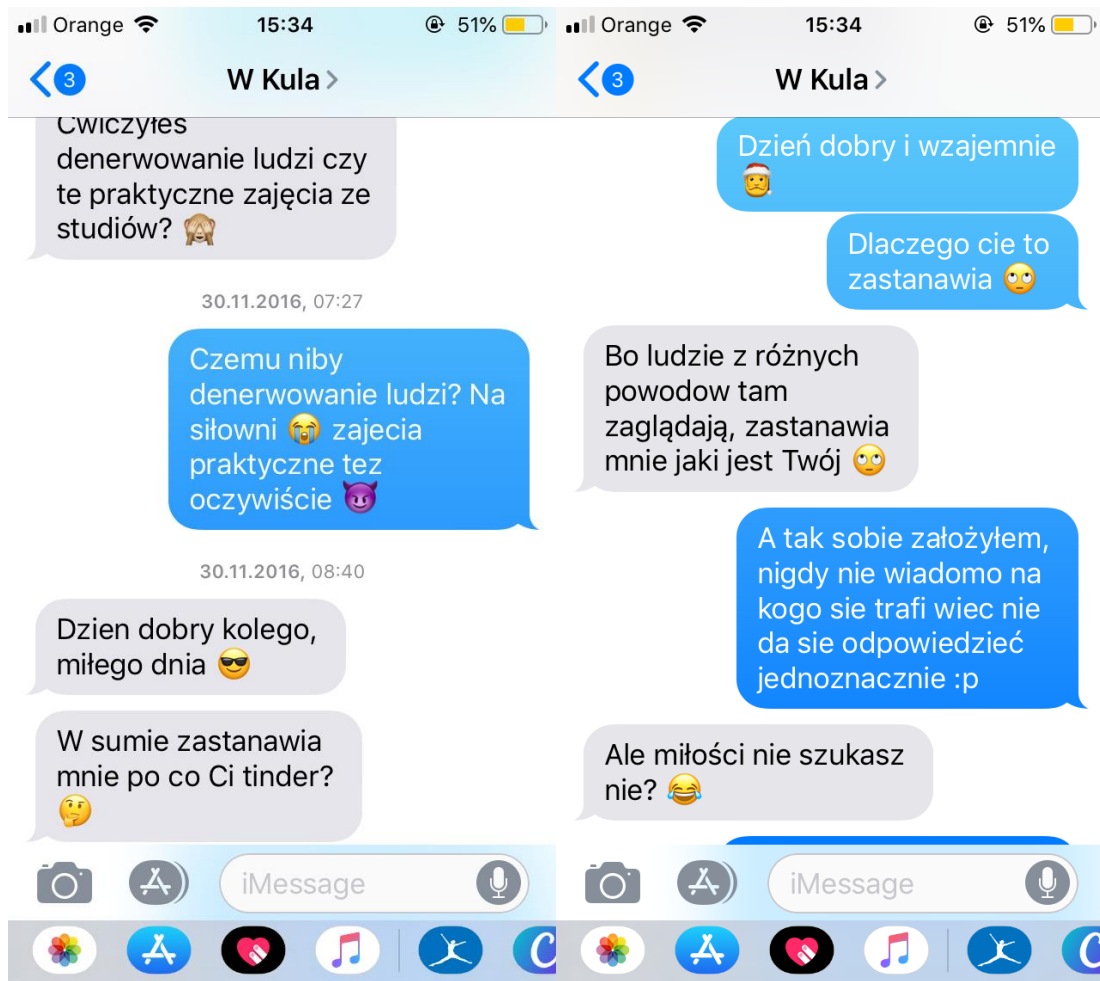 Orange 15:34 51%
3 W Kula
Ćwiczyłeś
denerwowanie ludzi czy
te praktyczne zajęcia ze
studiów? 🙈
30.11.2016, 07:27
Czemu niby
denerwowanie ludzi? Na
siłowni 😭 zajecia
praktyczne tez
oczywiście 😈
30.11.2016, 08:40
Dzien dobry kolego,
miłego dnia 😎
W sumie zastanawia
mnie po co Ci tinder?
🤔
iMessage
Orange 15:34 51%
3 W Kula
Dzień dobry i wzajemnie
🎅
Dlaczego cie to
zastanawia 🙄
Bo ludzie z różnych
powodow tam
zaglądają, zastanawia
mnie jaki jest Twój 🙄
A tak sobie założyłem,
nigdy nie wiadomo na
kogo sie trafi wiec nie
da sie odpowiedzieć
jednoznacznie :p
Ale miłości nie szukasz
nie? 😂
iMessage